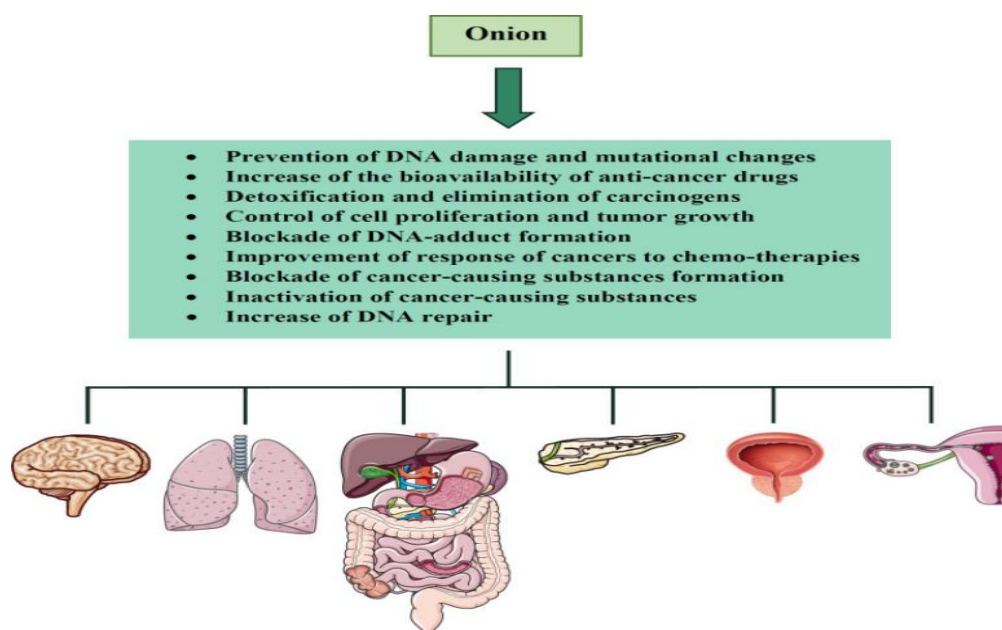 Onion
• Prevention of DNA damage and mutational changes
• Increase of the bioavailability of anti-cancer drugs
• Detoxification and elimination of carcinogens
• Control of cell proliferation and tumor growth
• Blockade of DNA-adduct formation
• Improvement of response of cancers to chemo-therapies
• Blockade of cancer-causing substances formation
• Inactivation of cancer-causing substances
• Increase of DNA repair